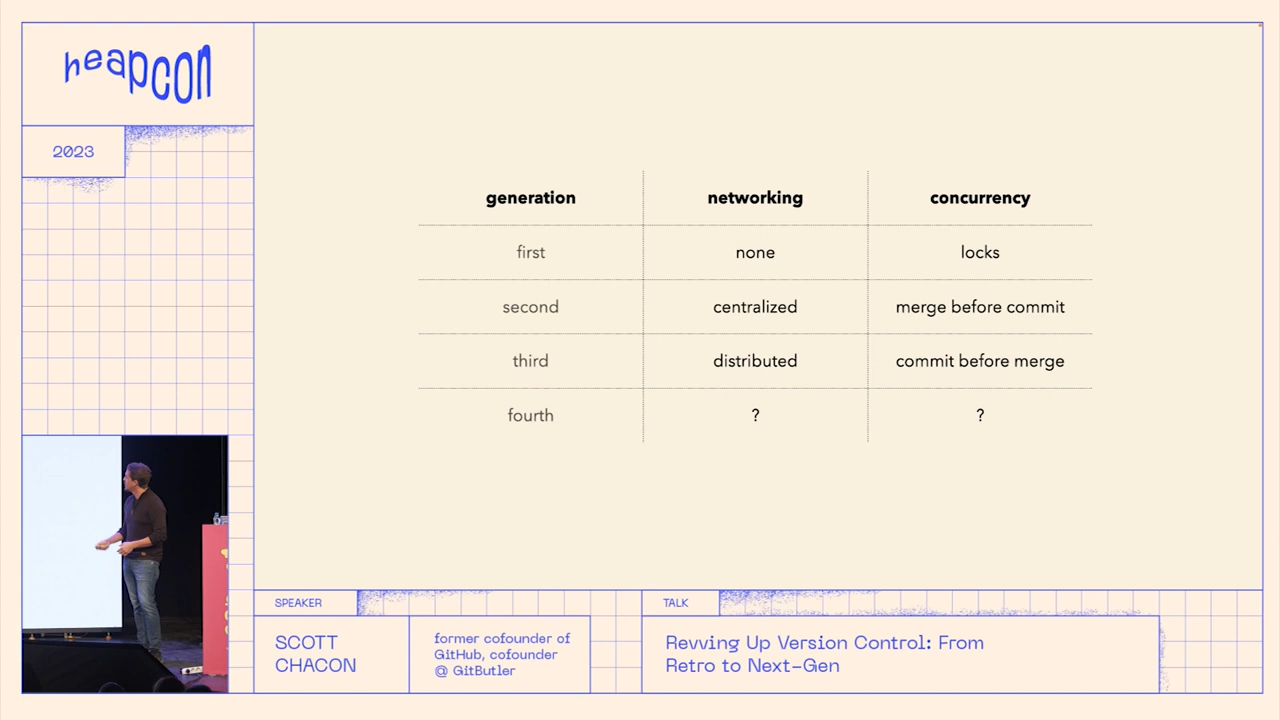 heapcon
2023
generation networking concurrency
first none locks
second centralized merge before commit
third distributed commit before merge
fourth ? ?
SPEAKER
SCOTT
CHACON
former cofounder of
GitHub, cofounder
@ GitButler
TALK
Revving Up Version Control: From
Retro to Next-Gen